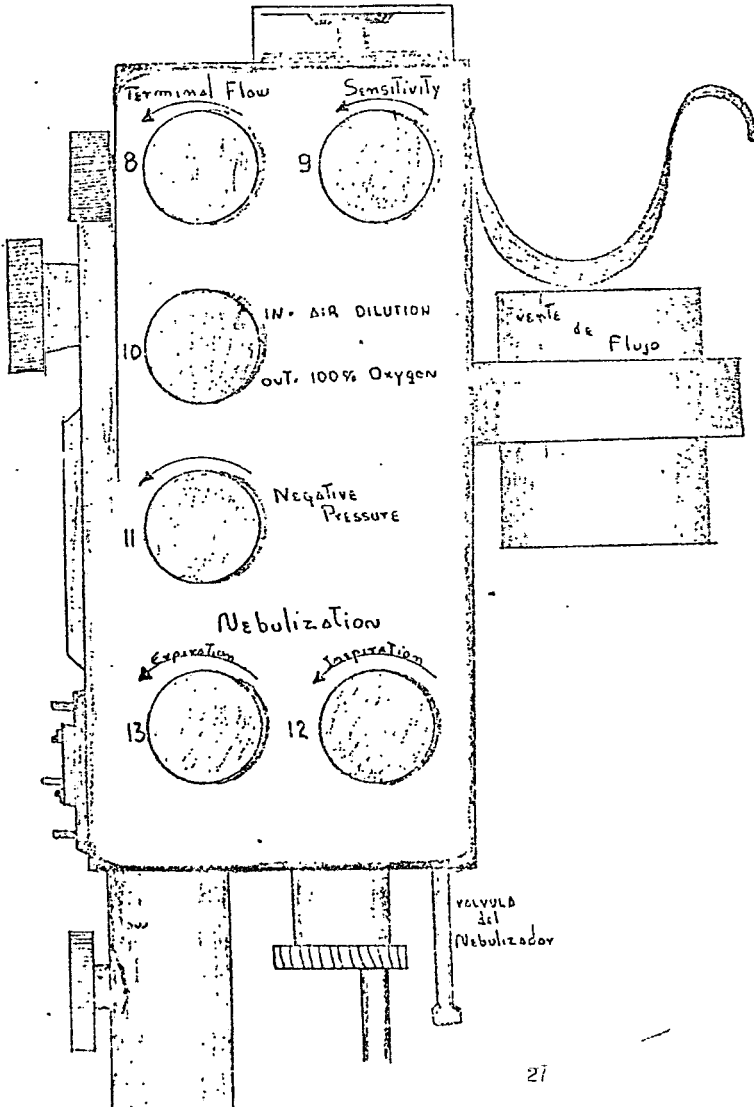 Terminal Flow
Sensitivity
8
9
IN. AIR DILUTION
10
OUT. 100% Oxygen
VENTE
de
Flujo
Negative
Pressure
11
Nebulization
Expiration
Inspiration
13
12
VALVULA
del
Nebulizador
27